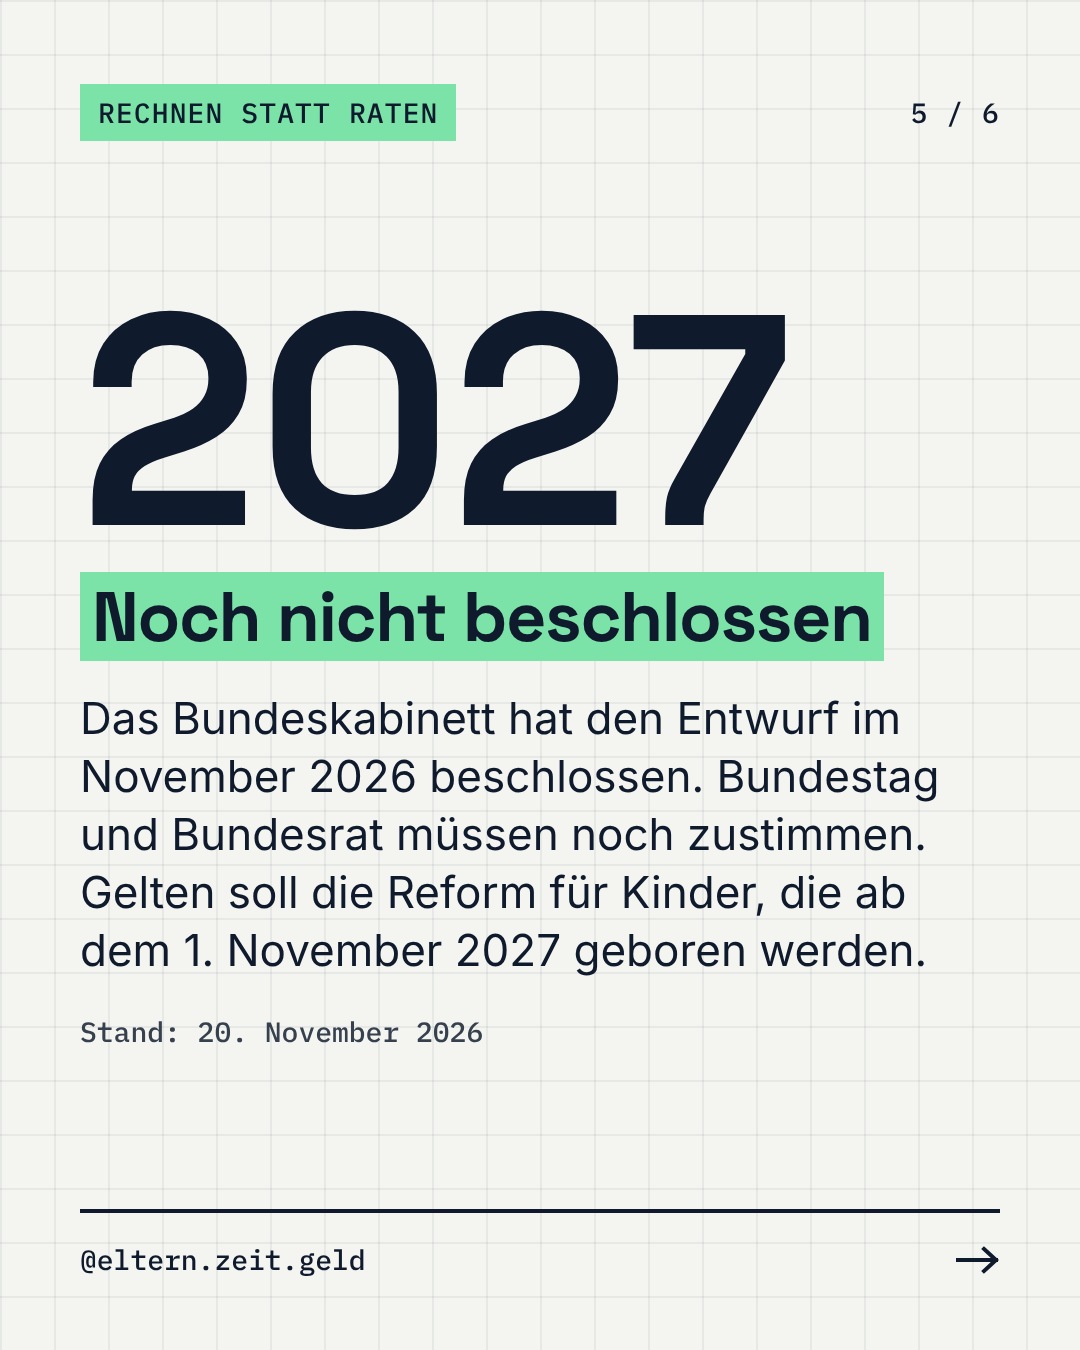 RECHNEN STATT RATEN
5 / 6
2027
Noch nicht beschlossen
Das Bundeskabinett hat den Entwurf im
November 2026 beschlossen. Bundestag
und Bundesrat müssen noch zustimmen.
Gelten soll die Reform für Kinder, die ab
dem 1. November 2027 geboren werden.
Stand: 20. November 2026
@eltern.zeit.geld